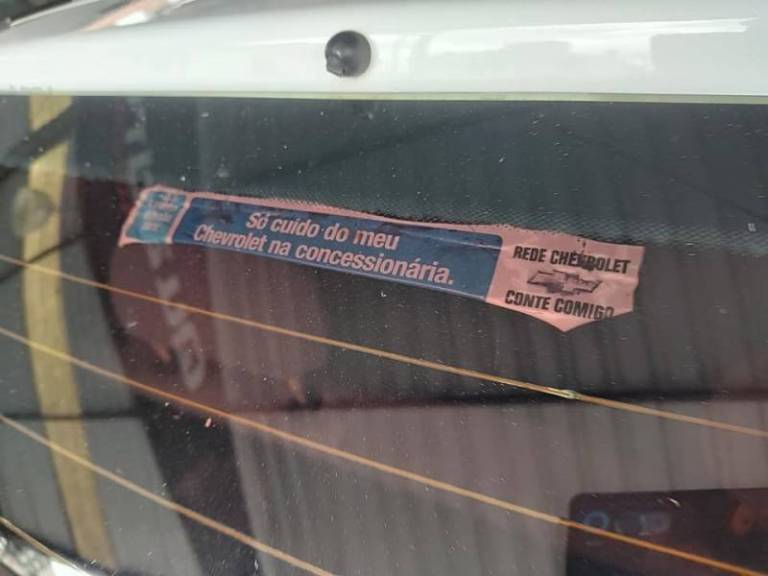 Só cuido do meu
Chevrolet na concessionária.
REDE CHEVROLET
CONTE COMIGO